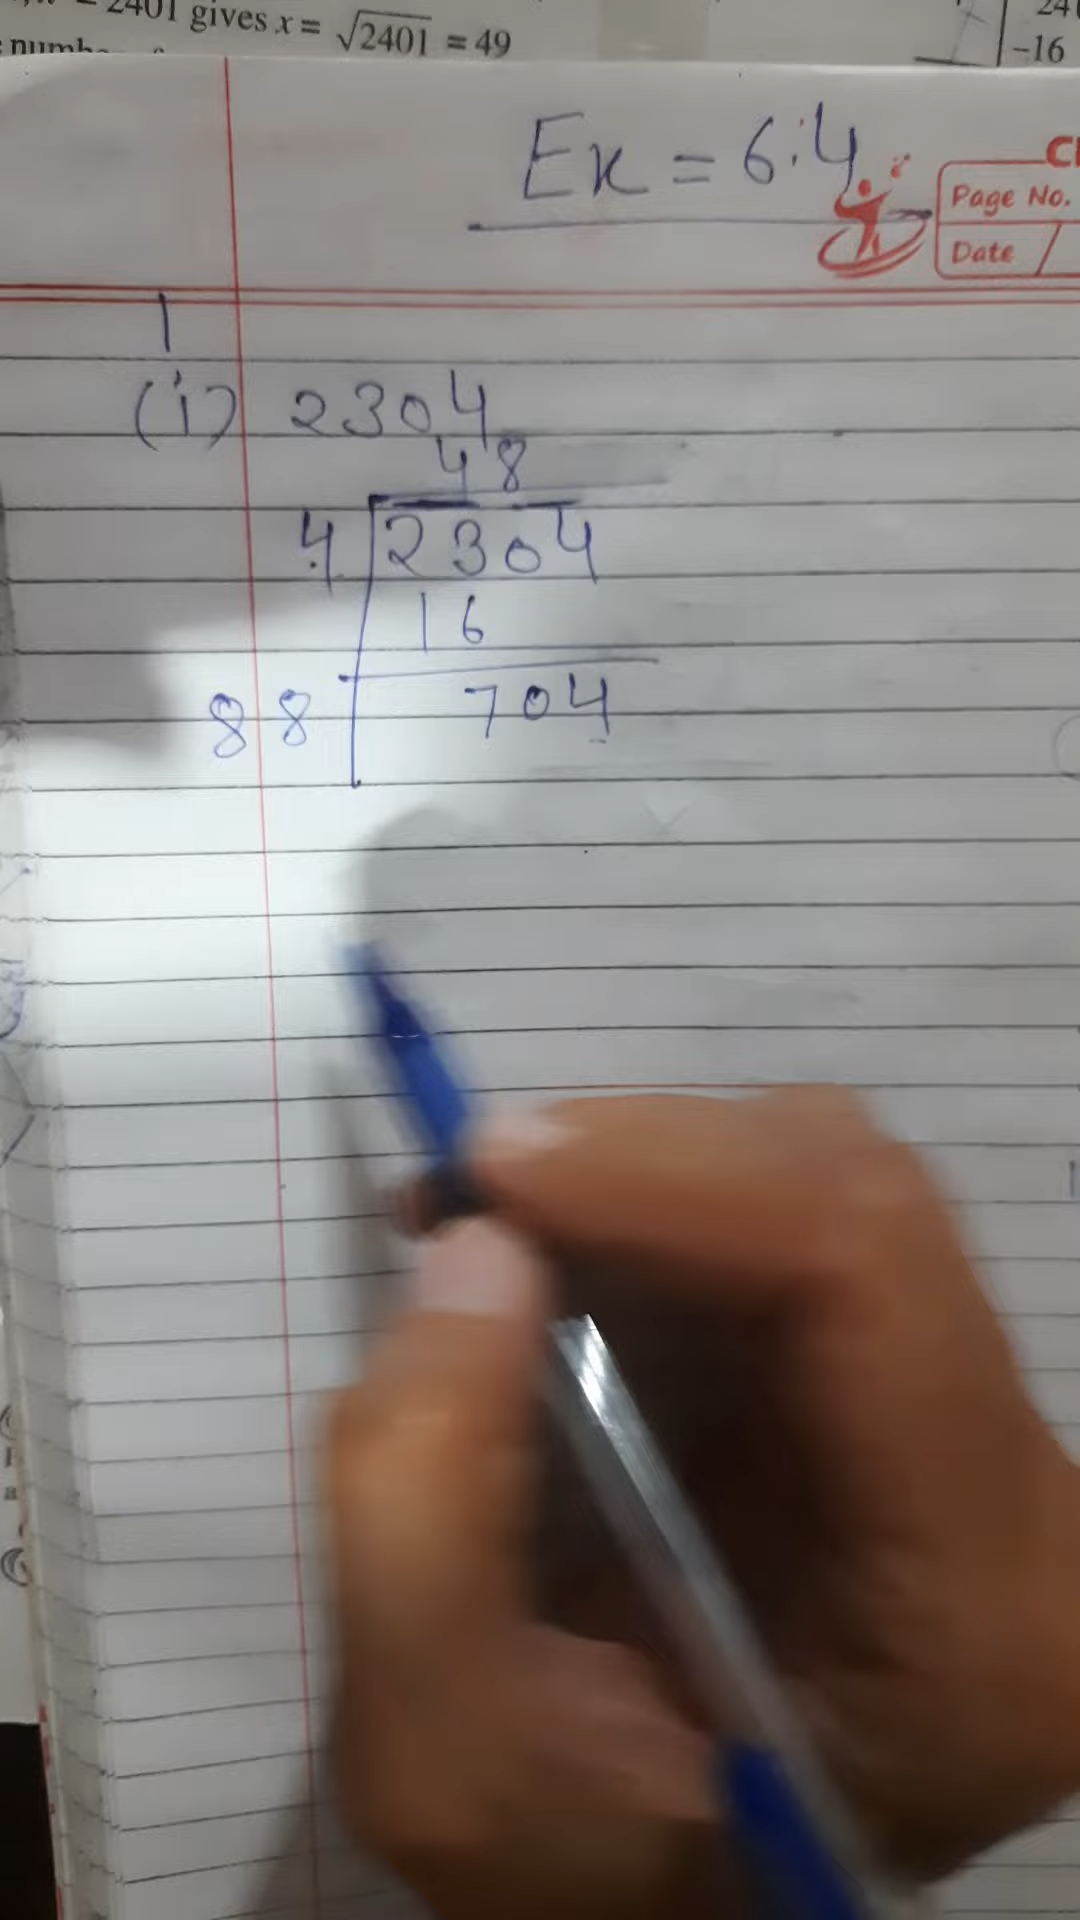 2401 gives x = √2401 = 49
24
-16
Ex = 6.4
Page No.
Date /
1
(i) 2304
48
4 2304
16
88 704